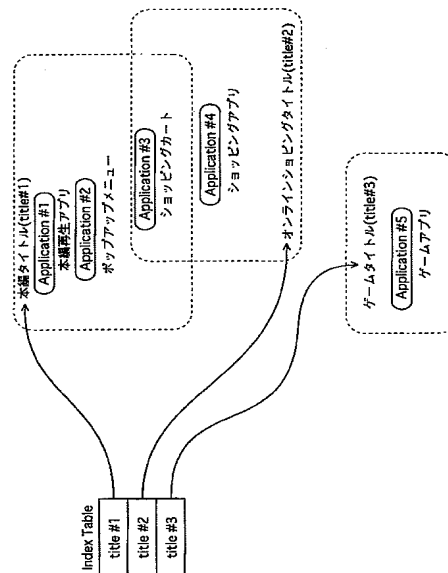 Index Table
title #1
title #2
title #3
本編タイトル(title#1)
Application #1
本編再生アプリ
Application #2
ポップアップメニュー
Application #3
ショッピングカート
Application #4
ショッピングアプリ
オンラインショッピングタイトル(title#2)
ゲームタイトル(title#3)
Application #5
ゲームアプリ